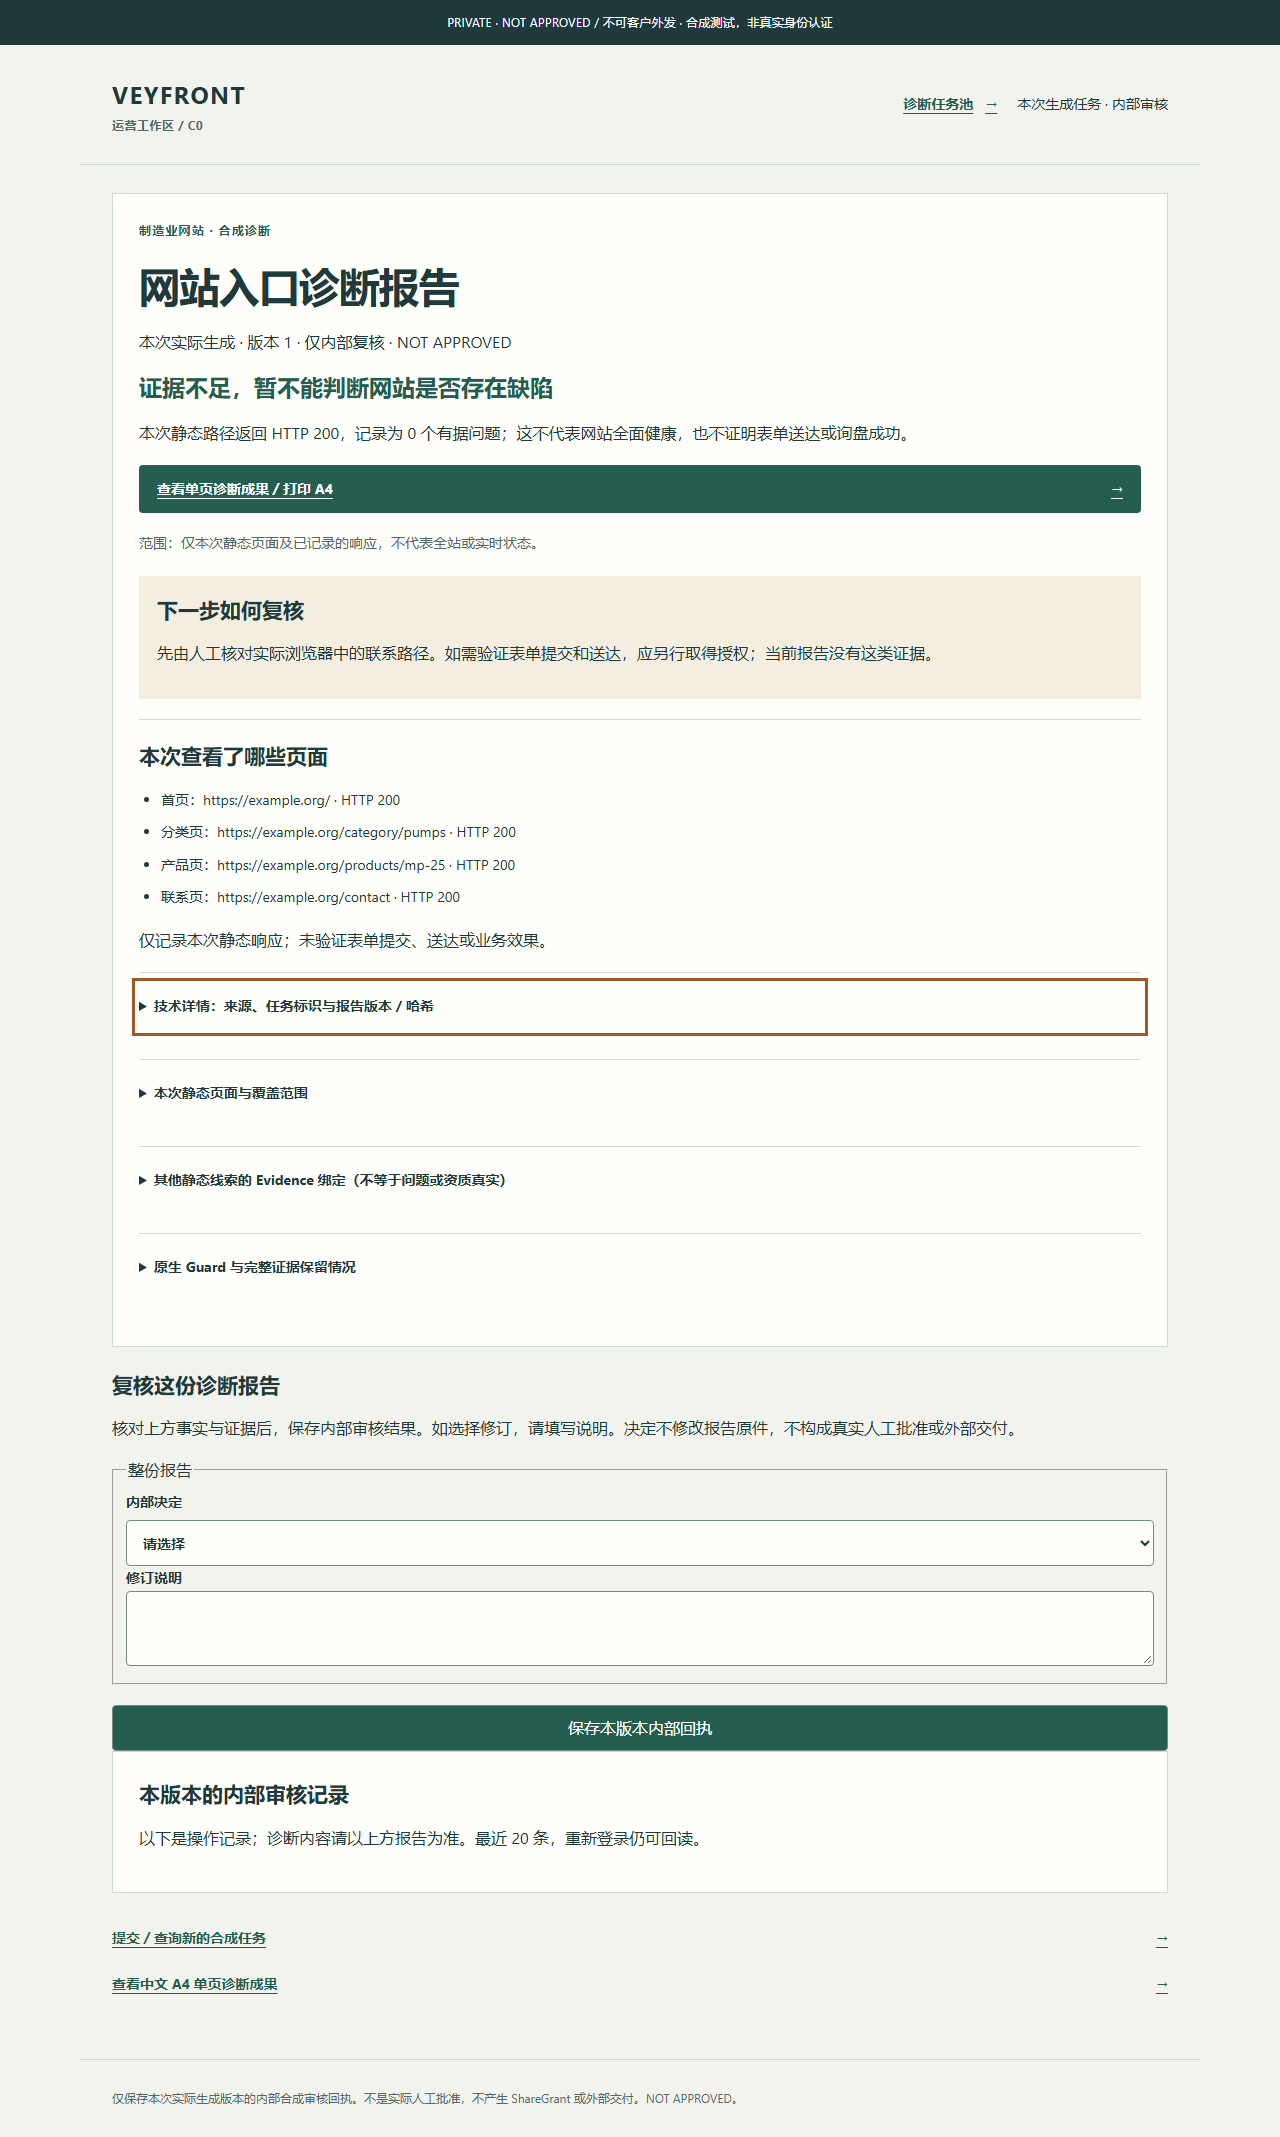 PRIVATE · NOT APPROVED / 不可客户外发 · 合成测试，非真实身份认证
VEYFRONT
运营工作区 / C0
诊断任务池 → 本次生成任务 · 内部审核
制造业网站 · 合成诊断
网站入口诊断报告
本次实际生成 · 版本 1 · 仅内部复核 · NOT APPROVED
证据不足，暂不能判断网站是否存在缺陷
本次静态路径返回 HTTP 200，记录为 0 个有据问题；这不代表网站全面健康，也不证明表单送达或询盘成功。
查看单页诊断成果 / 打印 A4 →
范围：仅本次静态页面及已记录的响应，不代表全站或实时状态。
下一步如何复核
先由人工核对实际浏览器中的联系路径。如需验证表单提交和送达，应另行取得授权；当前报告没有这类证据。
本次查看了哪些页面
• 首页：https://example.org/ · HTTP 200
• 分类页：https://example.org/category/pumps · HTTP 200
• 产品页：https://example.org/products/mp-25 · HTTP 200
• 联系页：https://example.org/contact · HTTP 200
仅记录本次静态响应；未验证表单提交、送达或业务效果。
▶ 技术详情：来源、任务标识与报告版本 / 哈希
▶ 本次静态页面与覆盖范围
▶ 其他静态线索的 Evidence 绑定（不等于问题或资质真实）
▶ 原生 Guard 与完整证据保留情况
复核这份诊断报告
核对上方事实与证据后，保存内部审核结果。如选择修订，请填写说明。决定不修改报告原件，不构成真实人工批准或外部交付。
整份报告
内部决定
请选择
修订说明
保存本版本内部回执
本版本的内部审核记录
以下是操作记录；诊断内容请以上方报告为准。最近 20 条，重新登录仍可回读。
提交 / 查询新的合成任务 →
查看中文 A4 单页诊断成果 →
仅保存本次实际生成版本的内部合成审核回执。不是实际人工批准，不产生 ShareGrant 或外部交付。NOT APPROVED。